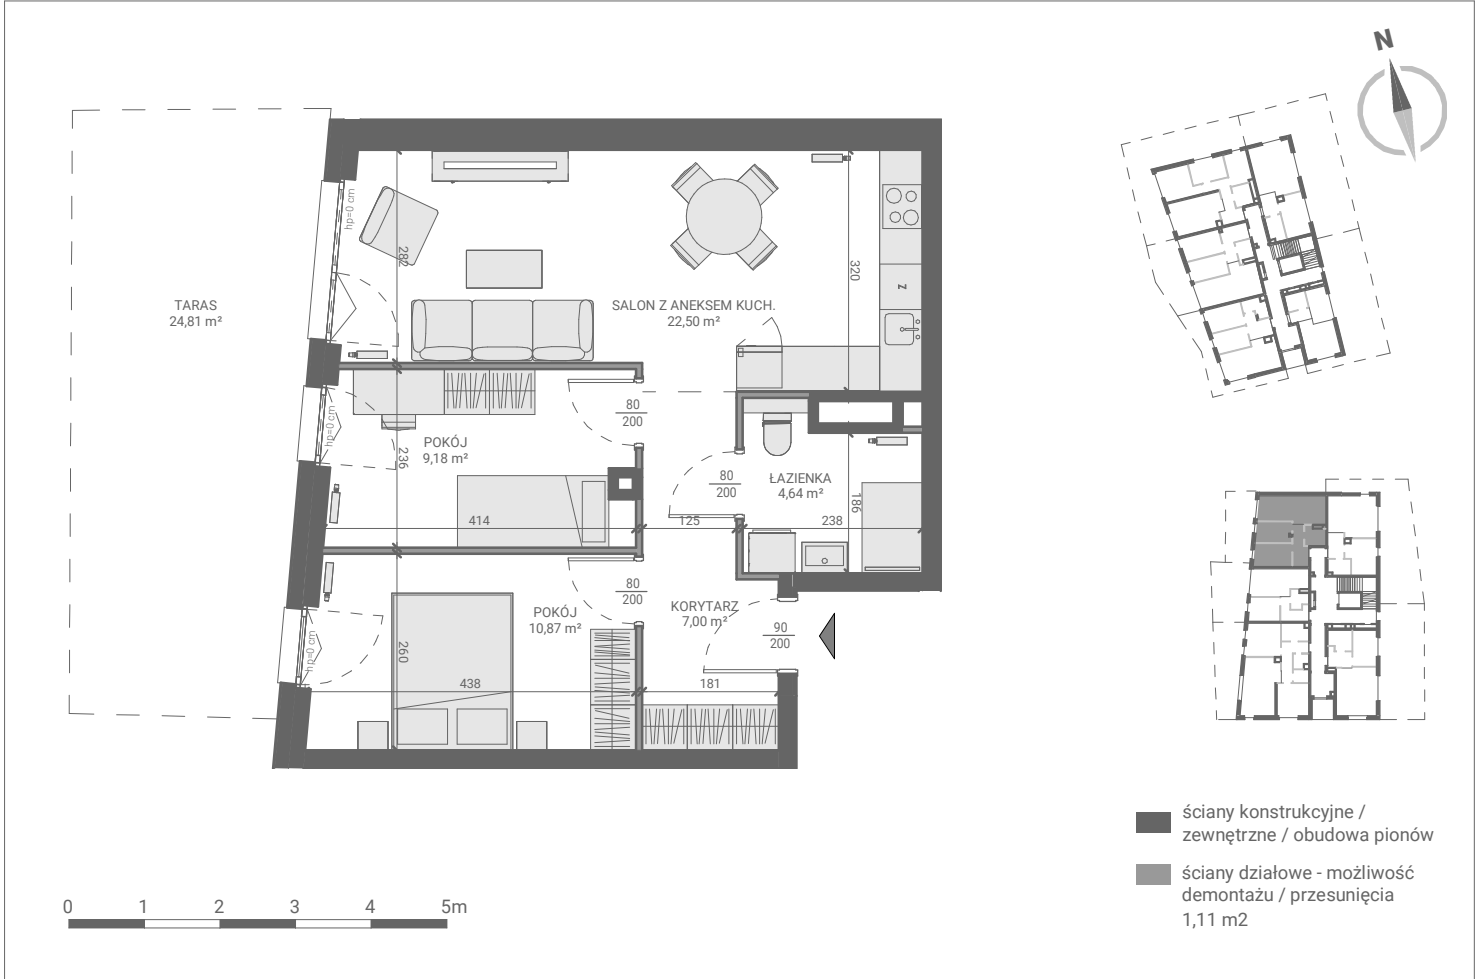 N
hp=0 cm
282
320
TARAS
24,81 m²
SALON Z ANEKSEM KUCH.
22,50 m²
Z
80
200
hp=0 cm
POKÓJ
9,18 m²
236
80
200
ŁAZIENKA
4,64 m²
186
414
125
238
80
200
POKÓJ
10,87 m²
KORYTARZ
7,00 m²
90
200
hp=0 cm
260
438
181
ściany konstrukcyjne /
zewnętrzne / obudowa pionów
ściany działowe - możliwość
demontażu / przesunięcia
1,11 m2
0 1 2 3 4 5m